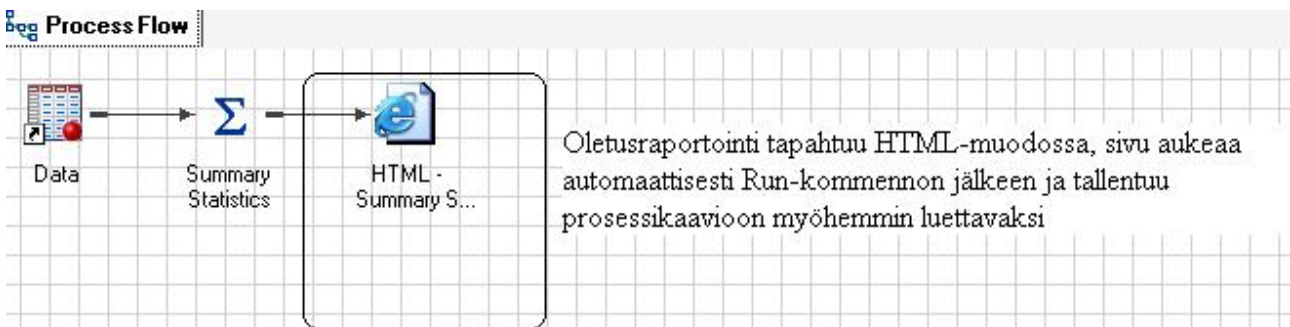 Process Flow
Data
Summary
Statistics
HTML -
Summary S...
Oletusraportointi tapahtuu HTML-muodossa, sivu aukeaa
automaattisesti Run-kommennon jälkeen ja tallentuu
prosessikaavioon myöhemmin luettavaksi